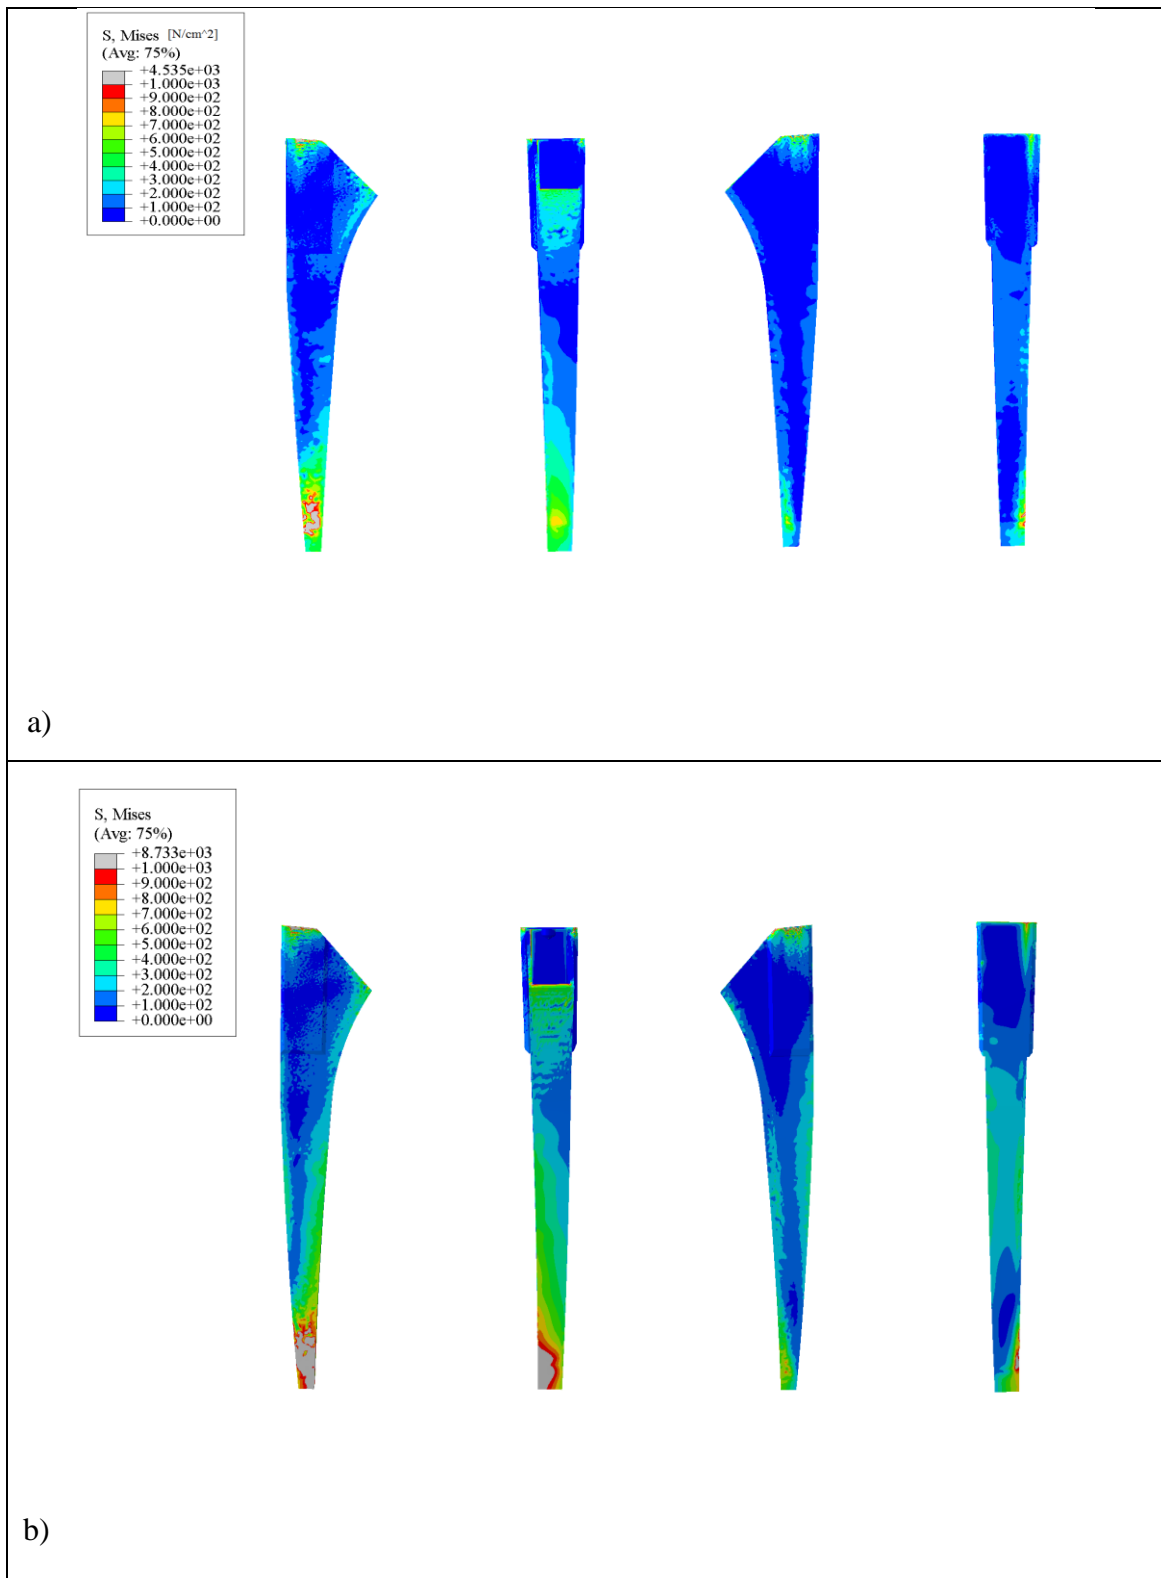 S, Mises [N/cm^2]
(Avg: 75%)
+4.535e+03
+1.000e+03
+9.000e+02
+8.000e+02
+7.000e+02
+6.000e+02
+5.000e+02
+4.000e+02
+3.000e+02
+2.000e+02
+1.000e+02
+0.000e+00
a)
S, Mises
(Avg: 75%)
+8.733e+03
+1.000e+03
+9.000e+02
+8.000e+02
+7.000e+02
+6.000e+02
+5.000e+02
+4.000e+02
+3.000e+02
+2.000e+02
+1.000e+02
+0.000e+00
b)